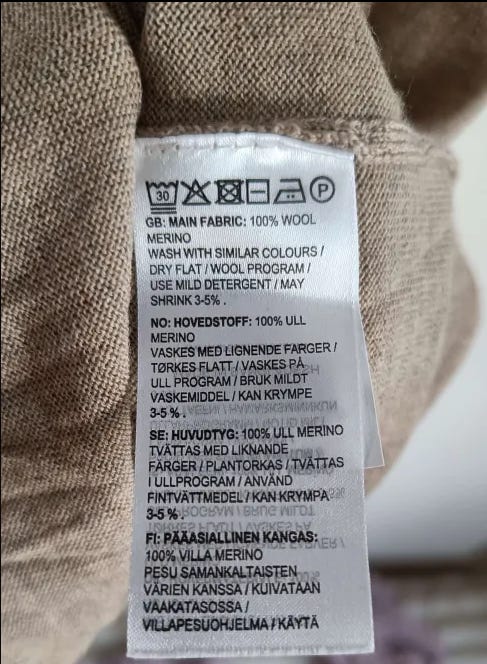 30 P
GB: MAIN FABRIC: 100% WOOL
MERINO
WASH WITH SIMILAR COLOURS /
DRY FLAT / WOOL PROGRAM /
USE MILD DETERGENT / MAY
SHRINK 3-5% .
NO: HOVEDSTOFF: 100% ULL
MERINO
VASKES MED LIGNENDE FARGER /
TØRKES FLATT / VASKES PÅ
ULL PROGRAM / BRUK MILDT
VASKEMIDDEL / KAN KRYMPE
3-5 % .
SE: HUVUDTYG: 100% ULL MERINO
TVÄTTAS MED LIKNANDE
FÄRGER / PLANTORKAS / TVÄTTAS
I ULLPROGRAM / ANVÄND
FINTVÄTTMEDEL / KAN KRYMPA
3-5 % .
FI: PÄÄASIALLINEN KANGAS:
100% VILLA MERINO
PESU SAMANKALTAISTEN
VÄRIEN KANSSA / KUIVATAAN
VAAKATASOSSA /
VILLAPESUOHJELMA / KÄYTÄ